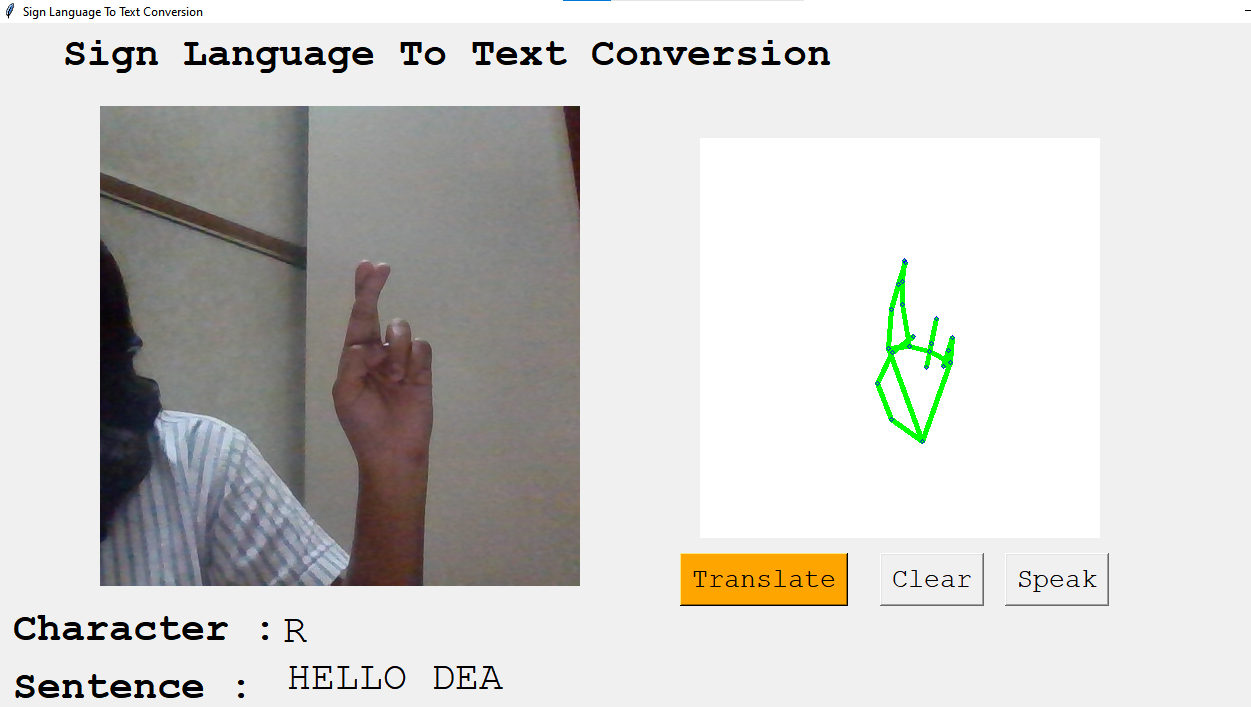 Sign Language To Text Conversion
Sign Language To Text Conversion
Translate
Clear
Speak
Character : R
Sentence : HELLO DEA